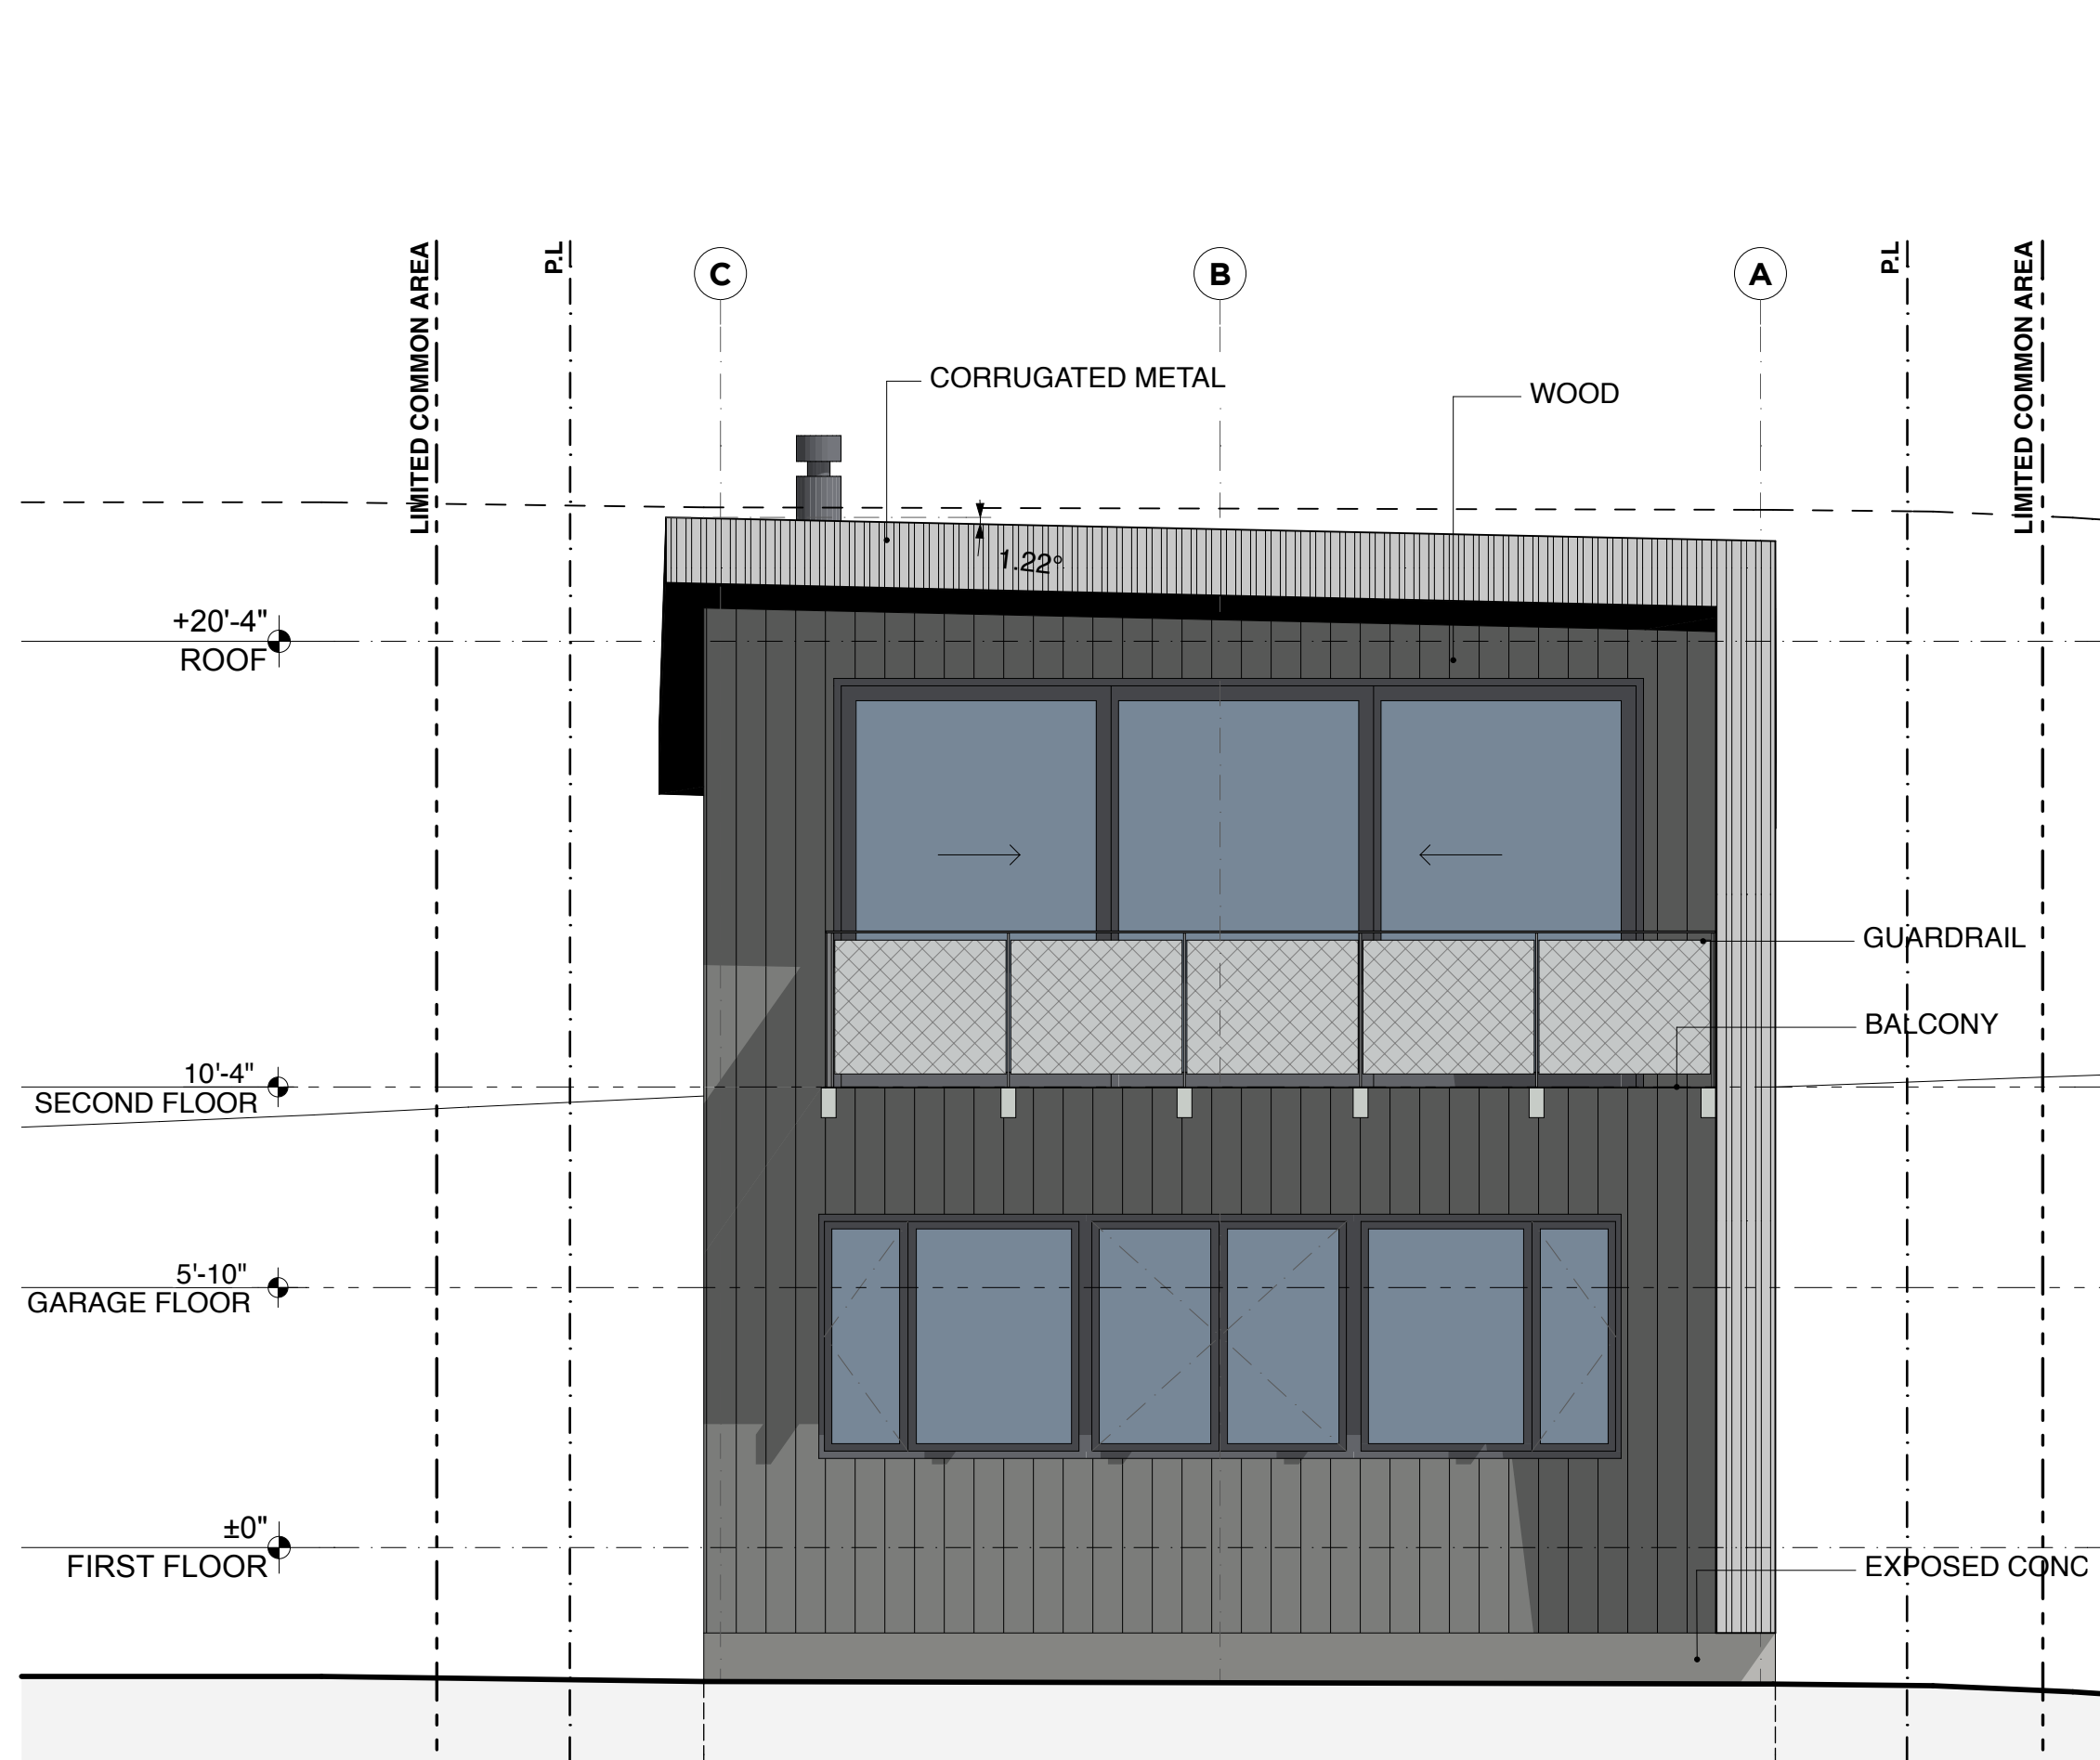 LIMITED COMMON AREA
P.L
C
B
A
P.L
LIMITED COMMON AREA
CORRUGATED METAL
WOOD
1.22°
+20'-4"
ROOF
GUARDRAIL
BALCONY
10'-4"
SECOND FLOOR
5'-10"
GARAGE FLOOR
±0"
FIRST FLOOR
EXPOSED CONC